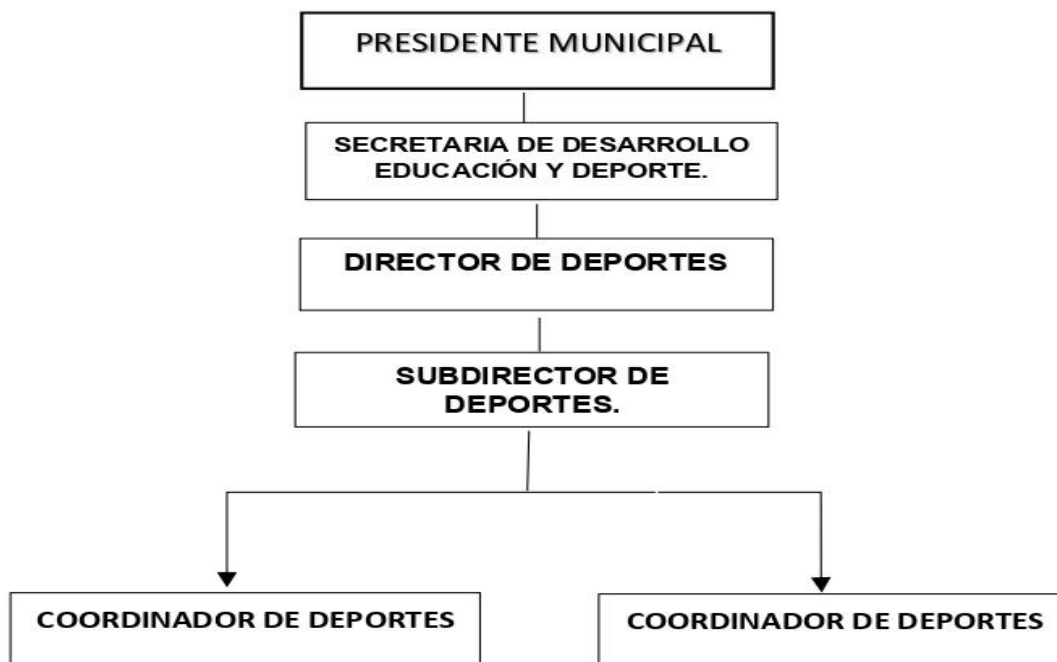 PRESIDENTE MUNICIPAL
SECRETARIA DE DESARROLLO
EDUCACIÓN Y DEPORTE.
DIRECTOR DE DEPORTES
SUBDIRECTOR DE
DEPORTES.
COORDINADOR DE DEPORTES
COORDINADOR DE DEPORTES